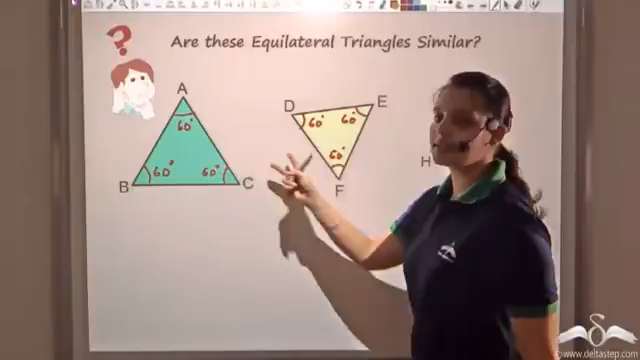 ?
Are these Equilateral Triangles Similar?
A
60°
B
60°
60°
C
D
60°
60°
E
60°
F
H
www.deltastep.com